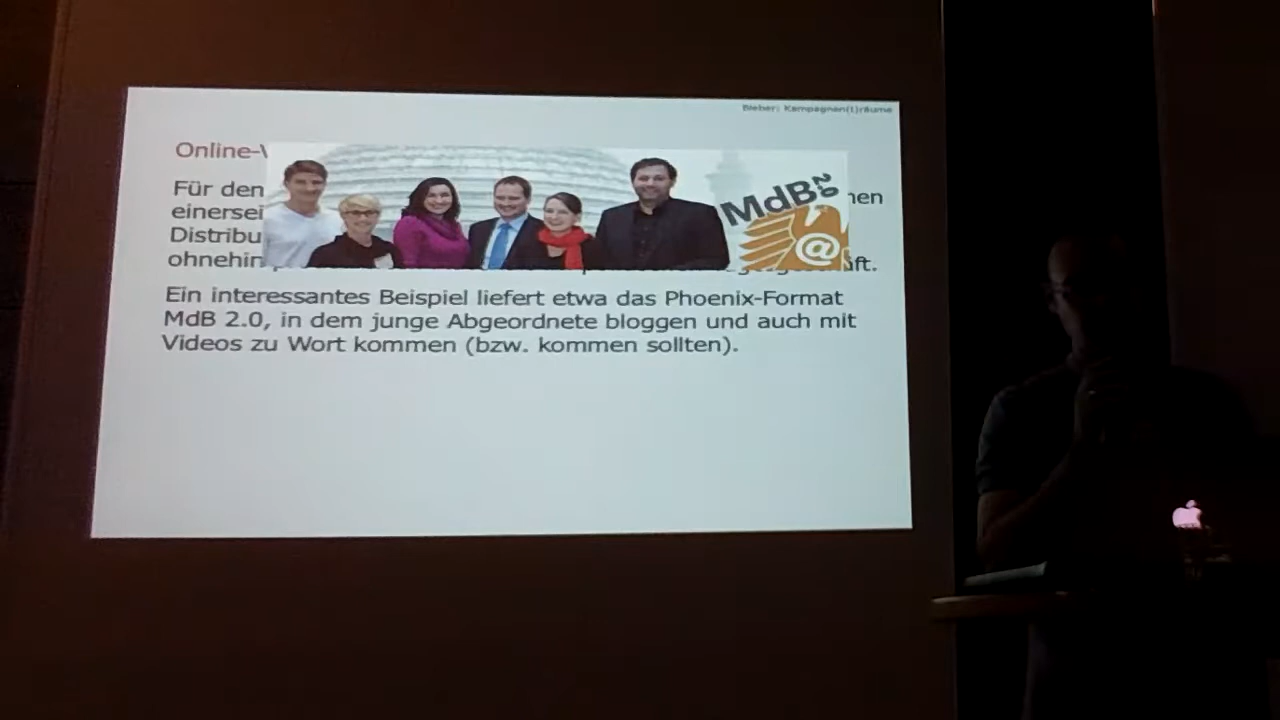 Bieber: Kampagnen(t)räume
Online-
Für den
einersei hen
Distribu
ohnehin äft.
MdB 2.0
@
Ein interessantes Beispiel liefert etwa das Phoenix-Format
MdB 2.0, in dem junge Abgeordnete bloggen und auch mit
Videos zu Wort kommen (bzw. kommen sollten).